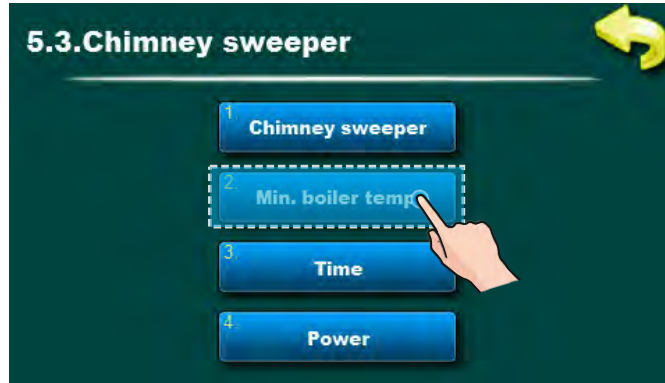 5.3.Chimney sweeper
1
Chimney sweeper
2.
Min. boiler temp
3.
Time
4.
Power